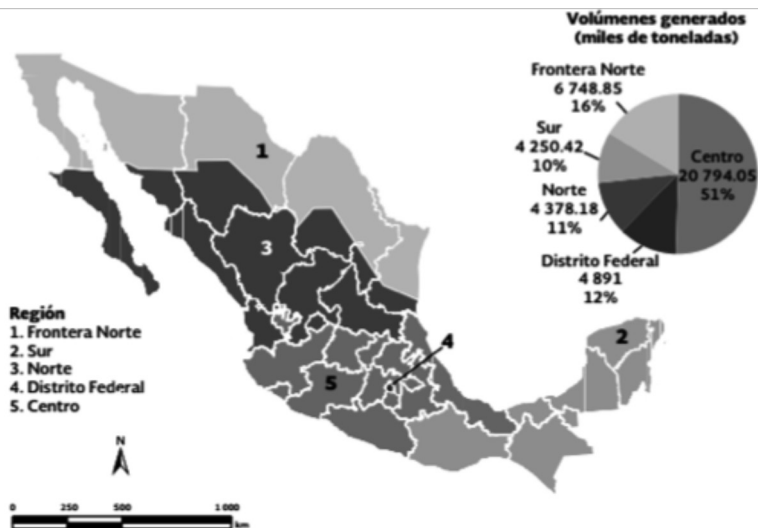 Volúmenes generados
(miles de toneladas)
Frontera Norte
6 748.85
16%
Sur
4 250.42
10%
Norte
4 378.18
11%
Distrito Federal
4 891
12%
Centro
20 794.05
51%
1
3
4
5
2
Región
1. Frontera Norte
2. Sur
3. Norte
4. Distrito Federal
5. Centro
N
0 250 500 1 000
km